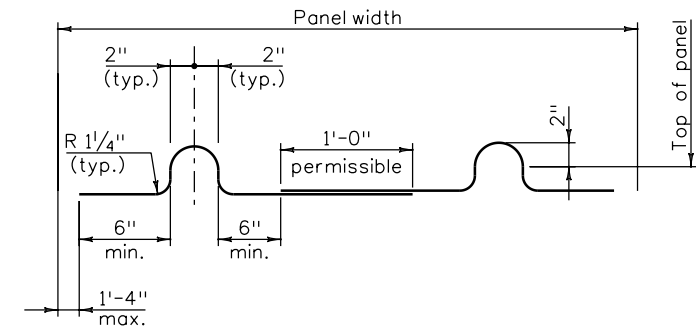 Panel width
2" 2"
(typ.) (typ.)
Top of panel
R 1¼"
(typ.)
1'-0"
permissible
2"
6" 6"
min. min.
1'-4"
max.